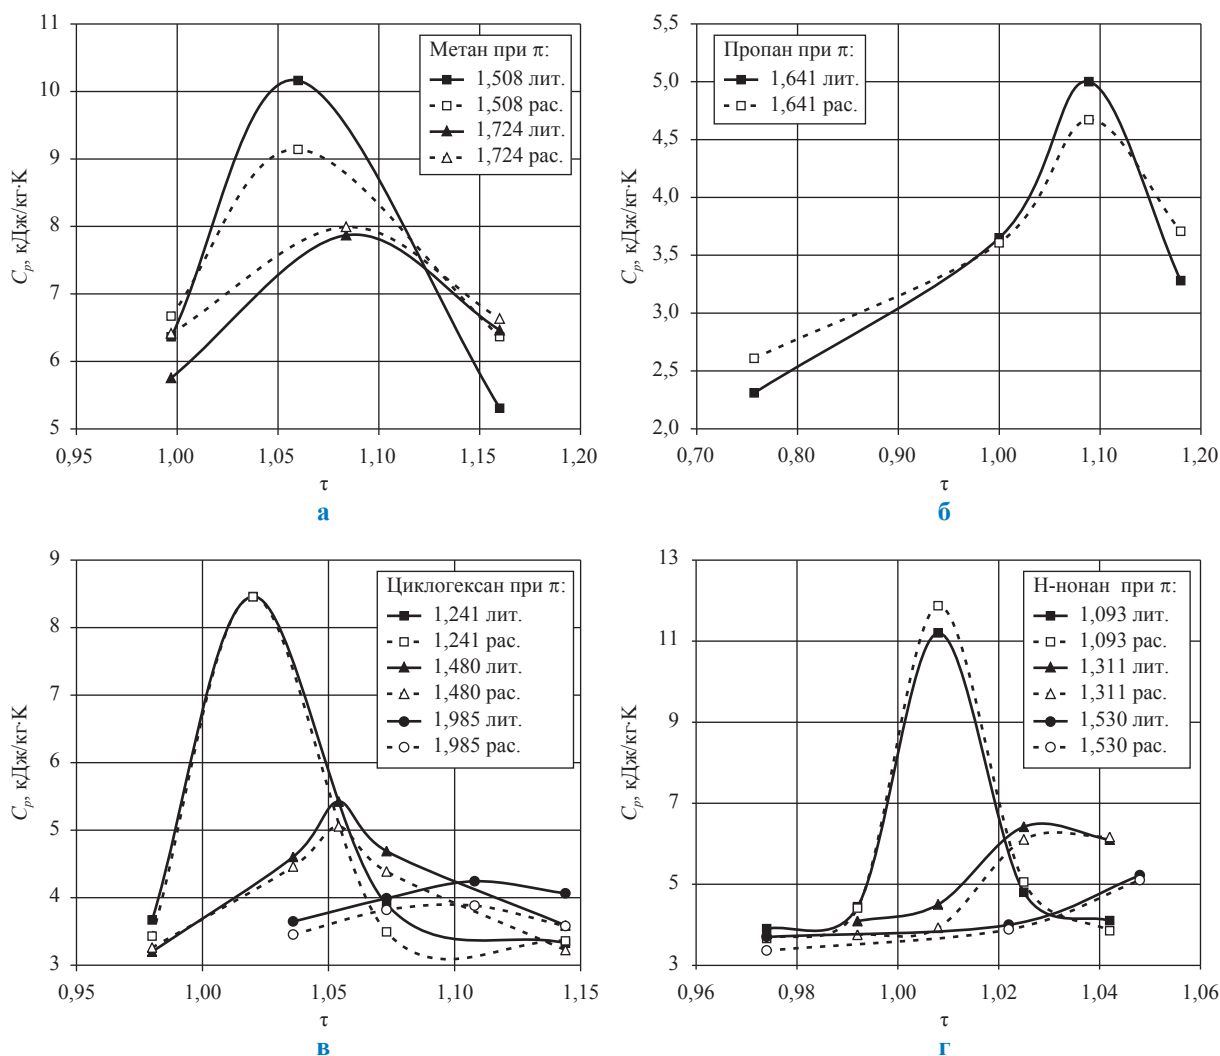 11
10
9
8
7
6
5
C_p, кДж/кг·К
0,95 1,00 1,05 1,10 1,15 1,20
τ
Метан при π:
1,508 лит.
1,508 рас.
1,724 лит.
1,724 рас.
а
5,5
5,0
4,5
4,0
3,5
3,0
2,5
2,0
C_p, кДж/кг·К
0,70 0,80 0,90 1,00 1,10 1,20
τ
Пропан при π:
1,641 лит.
1,641 рас.
б
9
8
7
6
5
4
3
C_p, кДж/кг·К
0,95 1,00 1,05 1,10 1,15
τ
Циклогексан при π:
1,241 лит.
1,241 рас.
1,480 лит.
1,480 рас.
1,985 лит.
1,985 рас.
в
13
11
9
7
5
3
C_p, кДж/кг·К
0,96 0,98 1,00 1,02 1,04 1,06
τ
Н-нонан при π:
1,093 лит.
1,093 рас.
1,311 лит.
1,311 рас.
1,530 лит.
1,530 рас.
г